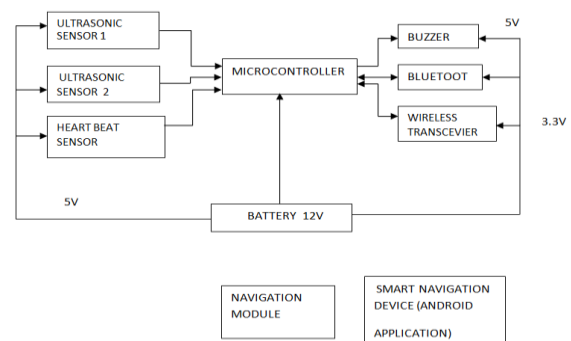 ULTRASONIC
SENSOR 1
ULTRASONIC
SENSOR 2
HEART BEAT
SENSOR
MICROCONTROLLER
BUZZER
BLUETOOT
WIRELESS
TRANSCEVIER
5V
3.3V
5V
BATTERY 12V
NAVIGATION
MODULE
SMART NAVIGATION
DEVICE (ANDROID
APPLICATION)